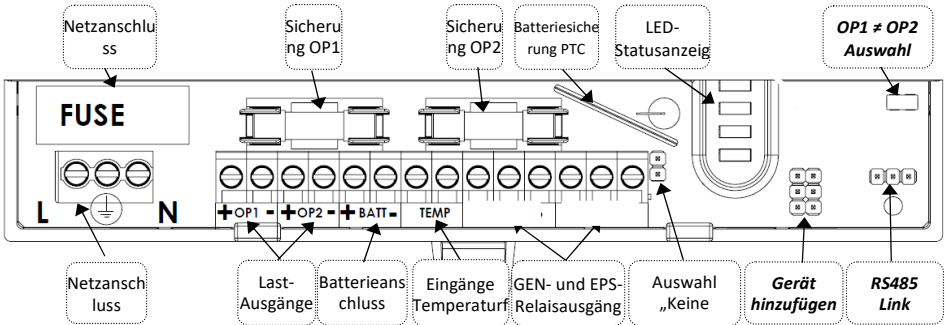 Netzanschlu
ss
Sicheru
ng OP1
Sicheru
ng OP2
Batteriesiche
rung PTC
LED-
Statusanzeig
OP1 ≠ OP2
Auswahl
FUSE
L
N
+ OP1 -
+ OP2 -
+ BATT -
TEMP
Netzansch
luss
Last-
Ausgänge
Batterieans
chluss
Eingänge
Temperaturf
GEN- und EPS-
Relaisausgäng
Auswahl
„Keine
Gerät
hinzufügen
RS485
Link